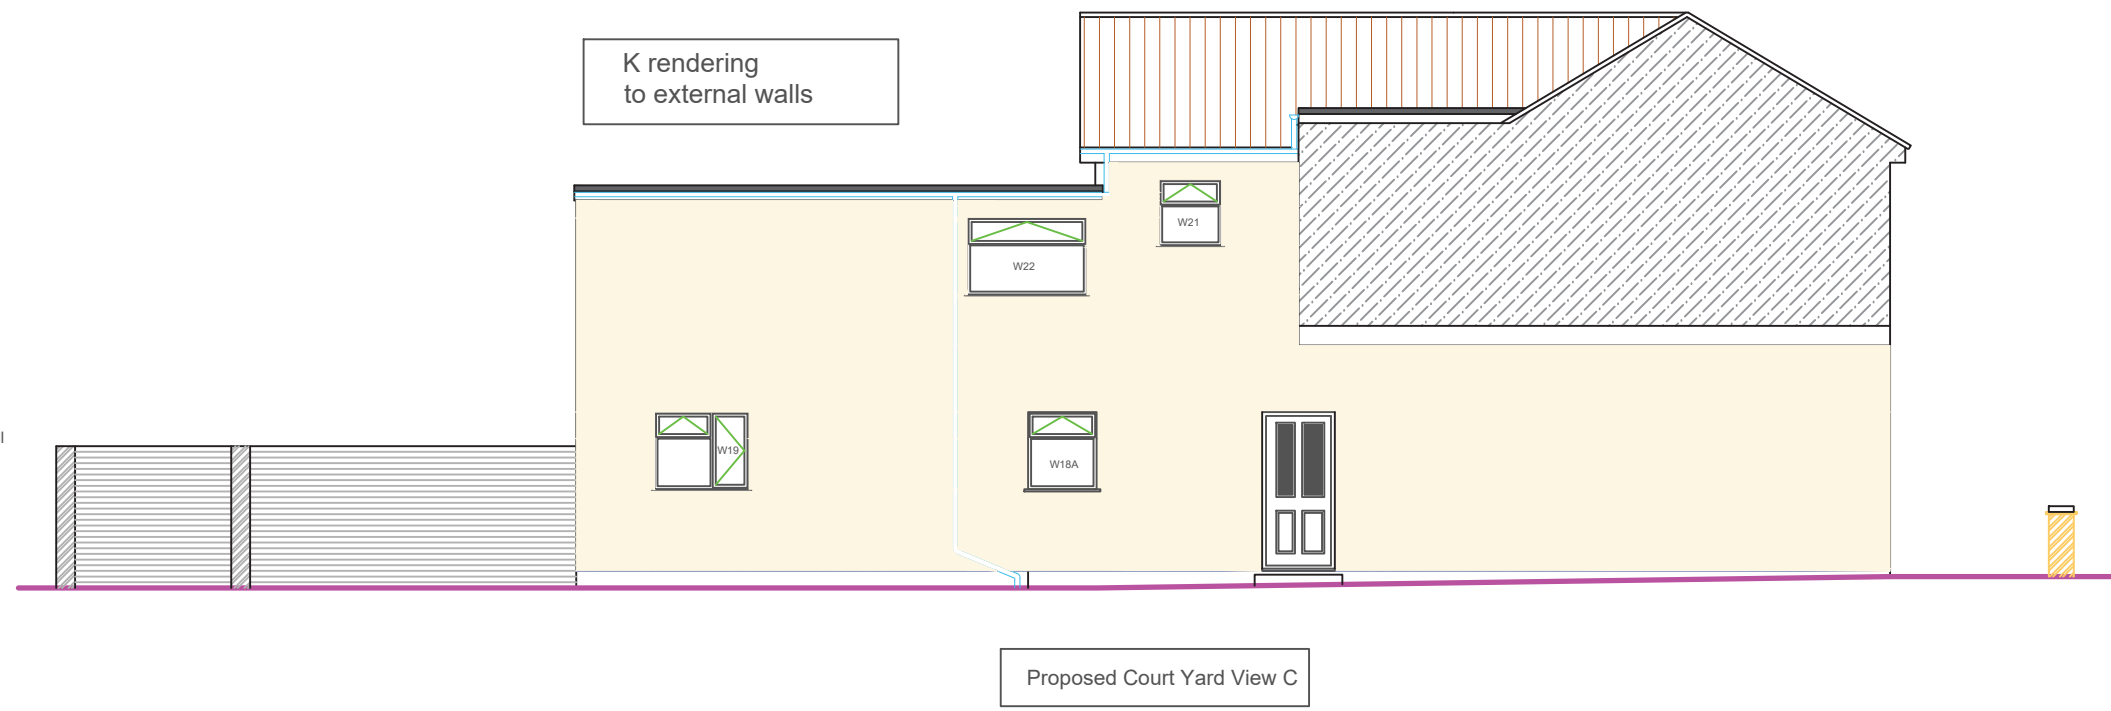 K rendering
to external walls
W21
W22
l
W19
W18A
Proposed Court Yard View C